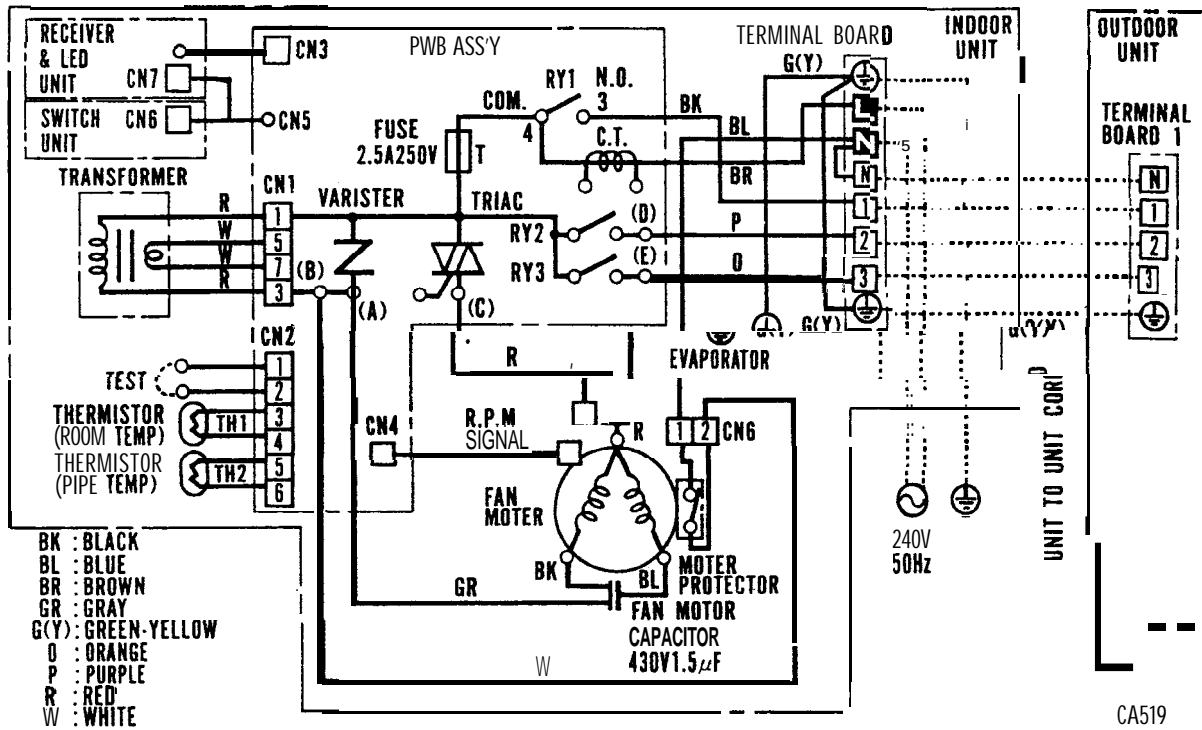 RECEIVER
& LED
UNIT
CN7
CN3
SWITCH
UNIT
CN6
CN5
PWB ASS'Y
TERMINAL BOARD
INDOOR
UNIT
OUTDOOR
UNIT
TERMINAL
BOARD 1
G(Y)
RY1
N.O.
3
COM.
4
BK
FUSE
2.5A250V
T
C.T.
BL
BR
N
5
TRANSFORMER
CN1
VARISTER
TRIAC
R
W
W
R
1
5
7
3
(B)
(A)
(C)
RY2
(D)
P
RY3
(E)
O
N
1
2
3
N
1
2
3
G(Y)
CN2
1
2
3
4
5
6
TEST
THERMISTOR
(ROOM TEMP)
TH1
THERMISTOR
(PIPE TEMP)
TH2
R
EVAPORATOR
CN4
R.P.M
SIGNAL
R
1
2
CN6
FAN
MOTER
BK
BL
MOTER
PROTECTOR
GR
FAN MOTOR
CAPACITOR
430V1.5μF
W
240V
50Hz
UNIT TO UNIT CORD
BK : BLACK
BL : BLUE
BR : BROWN
GR : GRAY
G(Y): GREEN-YELLOW
O : ORANGE
P : PURPLE
R : RED
W : WHITE
CA519